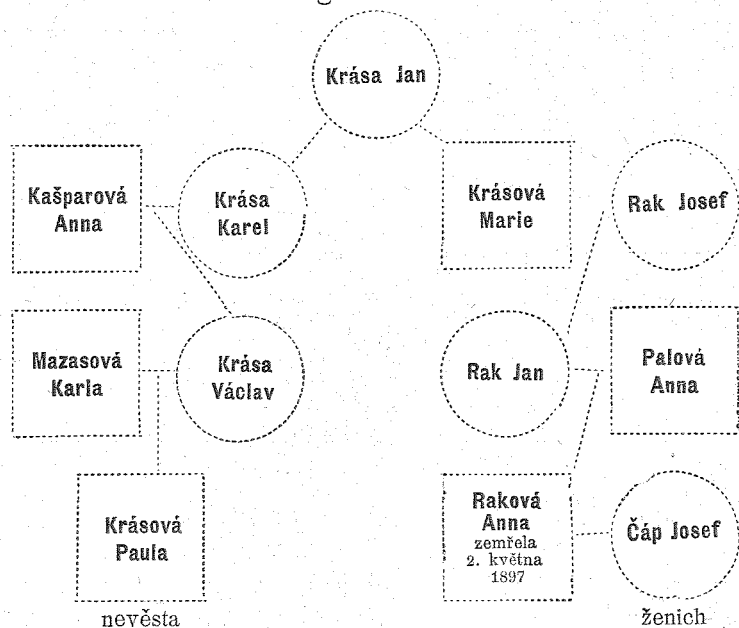 Krása Jan
Kašparová
Anna
Krása
Karel
Krásová
Marie
Rak Josef
Mazasová
Karla
Krása
Václav
Rak Jan
Palová
Anna
Krásová
Paula
Raková
Anna
zemřela
2. května
1897
Čáp Josef
nevěsta
ženich